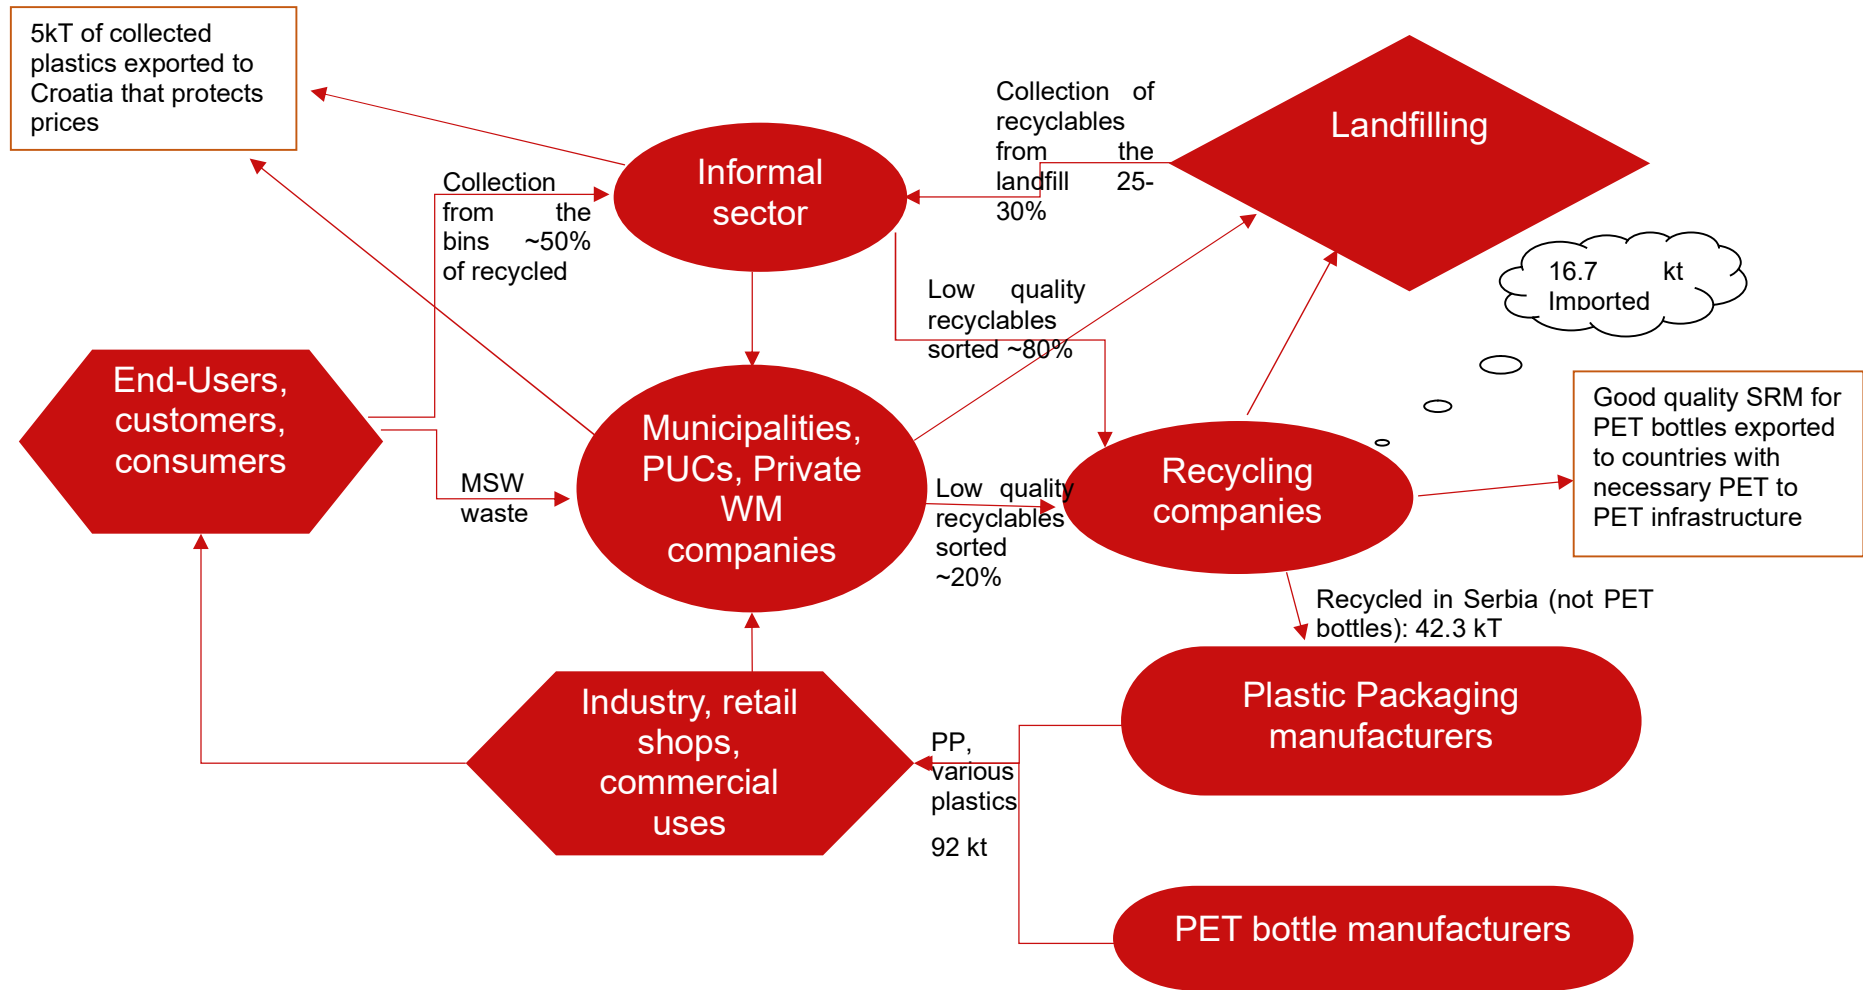 5kT of collected
plastics exported to
Croatia that protects
prices
Collection of
recyclables
from the
landfill 25-
30%
Landfilling
Informal
sector
Collection
from the
bins ~50%
of recycled
16.7 kt
Imported
Low quality
recyclables
sorted ~80%
End-Users,
customers,
consumers
Municipalities,
PUCs, Private
WM
companies
MSW
waste
Low quality
recyclables
sorted
~20%
Recycling
companies
Good quality SRM for
PET bottles exported
to countries with
necessary PET to
PET infrastructure
Recycled in Serbia (not PET
bottles): 42.3 kT
Industry, retail
shops,
commercial
uses
PP,
various
plastics
92 kt
Plastic Packaging
manufacturers
PET bottle manufacturers